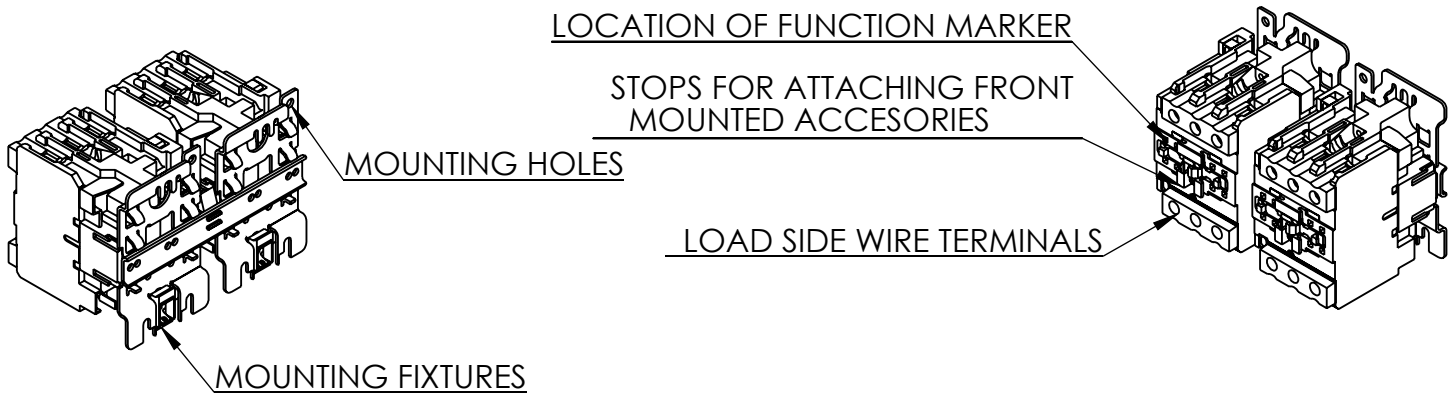 LOCATION OF FUNCTION MARKER
STOPS FOR ATTACHING FRONT
MOUNTED ACCESORIES
MOUNTING HOLES
LOAD SIDE WIRE TERMINALS
MOUNTING FIXTURES